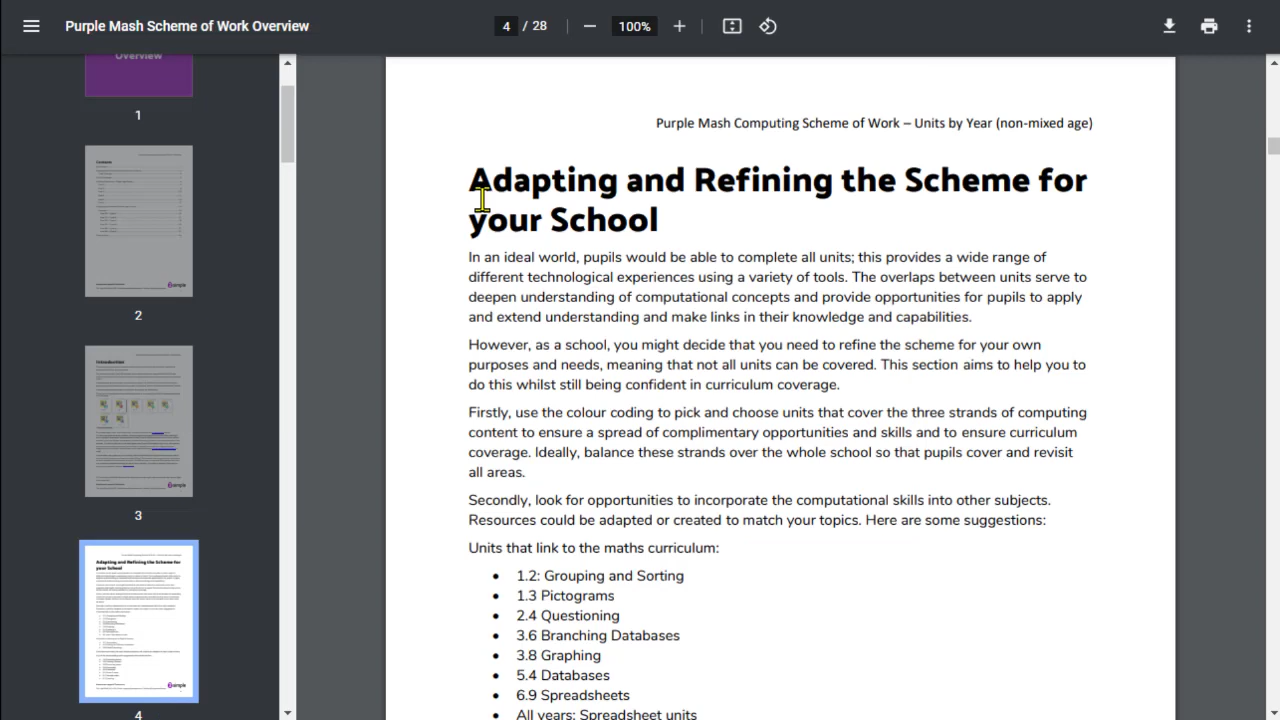 Purple Mash Scheme of Work Overview
4 / 28
100%
Overview
1
2
3
4
Purple Mash Computing Scheme of Work – Units by Year (non-mixed age)
Adapting and Refining the Scheme for
your School
In an ideal world, pupils would be able to complete all units; this provides a wide range of
different technological experiences using a variety of tools. The overlaps between units serve to
deepen understanding of computational concepts and provide opportunities for pupils to apply
and extend understanding and make links in their knowledge and capabilities.
However, as a school, you might decide that you need to refine the scheme for your own
purposes and needs, meaning that not all units can be covered. This section aims to help you to
do this whilst still being confident in curriculum coverage.
Firstly, use the colour coding to pick and choose units that cover the three strands of computing
content to ensure a spread of complimentary opportunities and skills and to ensure curriculum
coverage. Ideally, balance these strands over the whole school so that pupils cover and revisit
all areas.
Secondly, look for opportunities to incorporate the computational skills into other subjects.
Resources could be adapted or created to match your topics. Here are some suggestions:
Units that link to the maths curriculum:
• 1.2: Grouping and Sorting
• 1.3 Pictograms
• 2.4 Questioning
• 3.6 Branching Databases
• 3.8 Graphing
• 5.4 Databases
• 6.9 Spreadsheets
• All years: Spreadsheet units